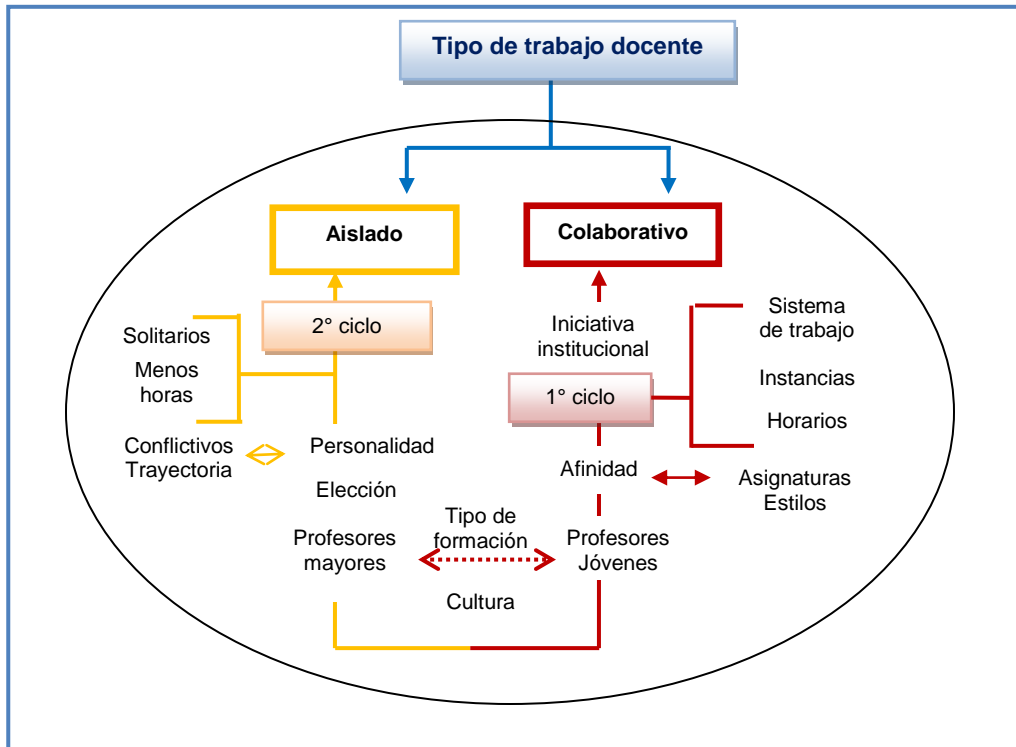 Tipo de trabajo docente
Aislado
Colaborativo
2° ciclo
Solitarios
Menos
horas
Conflictivos
Trayectoria
Personalidad
Elección
Profesores
mayores
Tipo de
formación
Cultura
Iniciativa
institucional
1° ciclo
Sistema
de trabajo
Instancias
Horarios
Afinidad
Asignaturas
Estilos
Profesores
Jóvenes